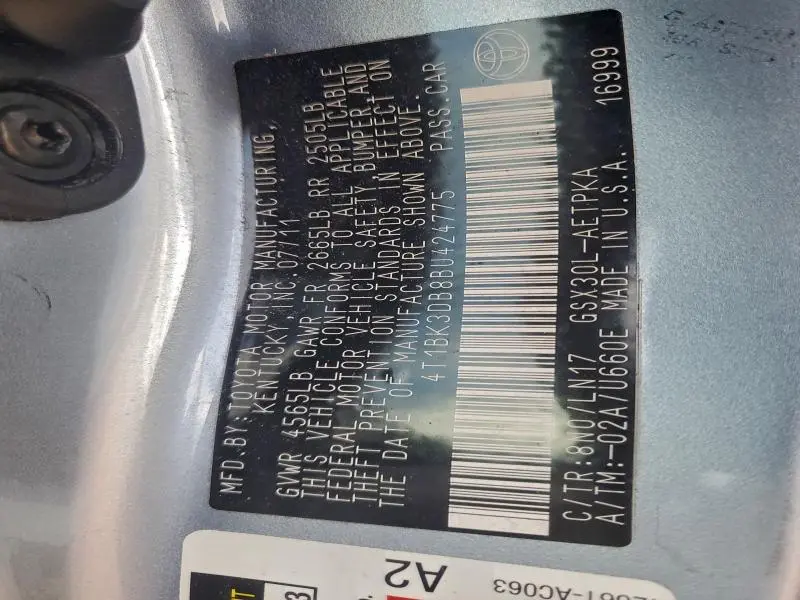 MFD.BY:TOYOTA MOTOR MANUFACTURING,
KENTUCKY, INC. 07/11
GVWR 4565LB GAWR FR 2665LB RR 2505LB
THIS VEHICLE CONFORMS TO ALL APPLICABLE
FEDERAL MOTOR VEHICLE SAFETY, BUMPER, AND
THEFT PREVENTION STANDARDS IN EFFECT ON
THE DATE OF MANUFACTURE SHOWN ABOVE.
4T1BK3DB8BU424775 PASS.CAR
C/TR:8N0/LN17 GSX30L-AETPKA
A/TM:-02A/U660E MADE IN U.S.A. 16999
A2